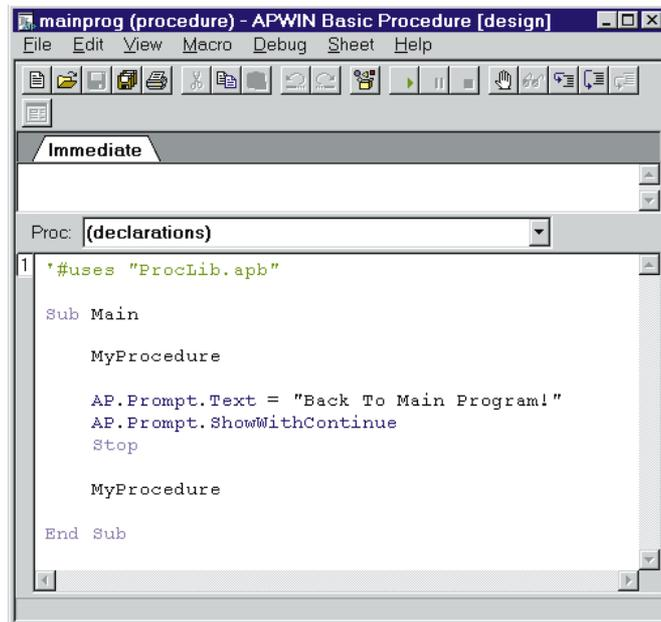 mainprog (procedure) - APWIN Basic Procedure [design]
File Edit View Macro Debug Sheet Help
Immediate
Proc: (declarations)
1
'#uses "ProcLib.apb"
Sub Main
MyProcedure
AP.Prompt.Text = "Back To Main Program!"
AP.Prompt.ShowWithContinue
Stop
MyProcedure
End Sub